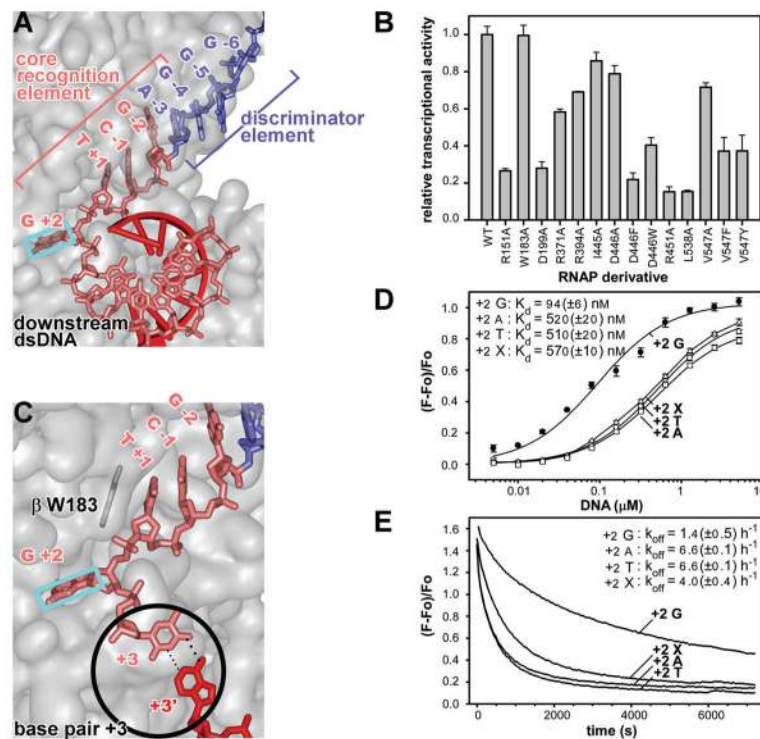 A
core
recognition
element
G -6
G -5
G -4
A -3
G -2
C -1
T +1
discriminator
element
G +2
downstream
dsDNA
B
relative transcriptional activity
1.0
0.8
0.6
0.4
0.2
0.0
WT
R151A
W183A
D199A
R371A
R394A
I445A
D446A
D446F
D446W
R451A
L538A
V547A
V547F
V547Y
RNAP derivative
C
G -2
C -1
T +1
β W183
G +2
+3
+3'
base pair +3
D
(F-Fo)/Fo
1.0
0.8
0.6
0.4
0.2
0.0
+2 G: Kd = 94(±6) nM
+2 A: Kd = 520(±20) nM
+2 T: Kd = 510(±20) nM
+2 X: Kd = 570(±10) nM
+2 G
+2 X
+2 T
+2 A
0.01
0.1
1
DNA (μM)
E
(F-Fo)/Fo
1.6
1.4
1.2
1.0
0.8
0.6
0.4
0.2
0.0
+2 G: koff = 1.4(±0.5) h-1
+2 A: koff = 6.6(±0.1) h-1
+2 T: koff = 6.6(±0.1) h-1
+2 X: koff = 4.0(±0.4) h-1
+2 G
+2 X
+2 A
+2 T
0
2000
4000
6000
time (s)